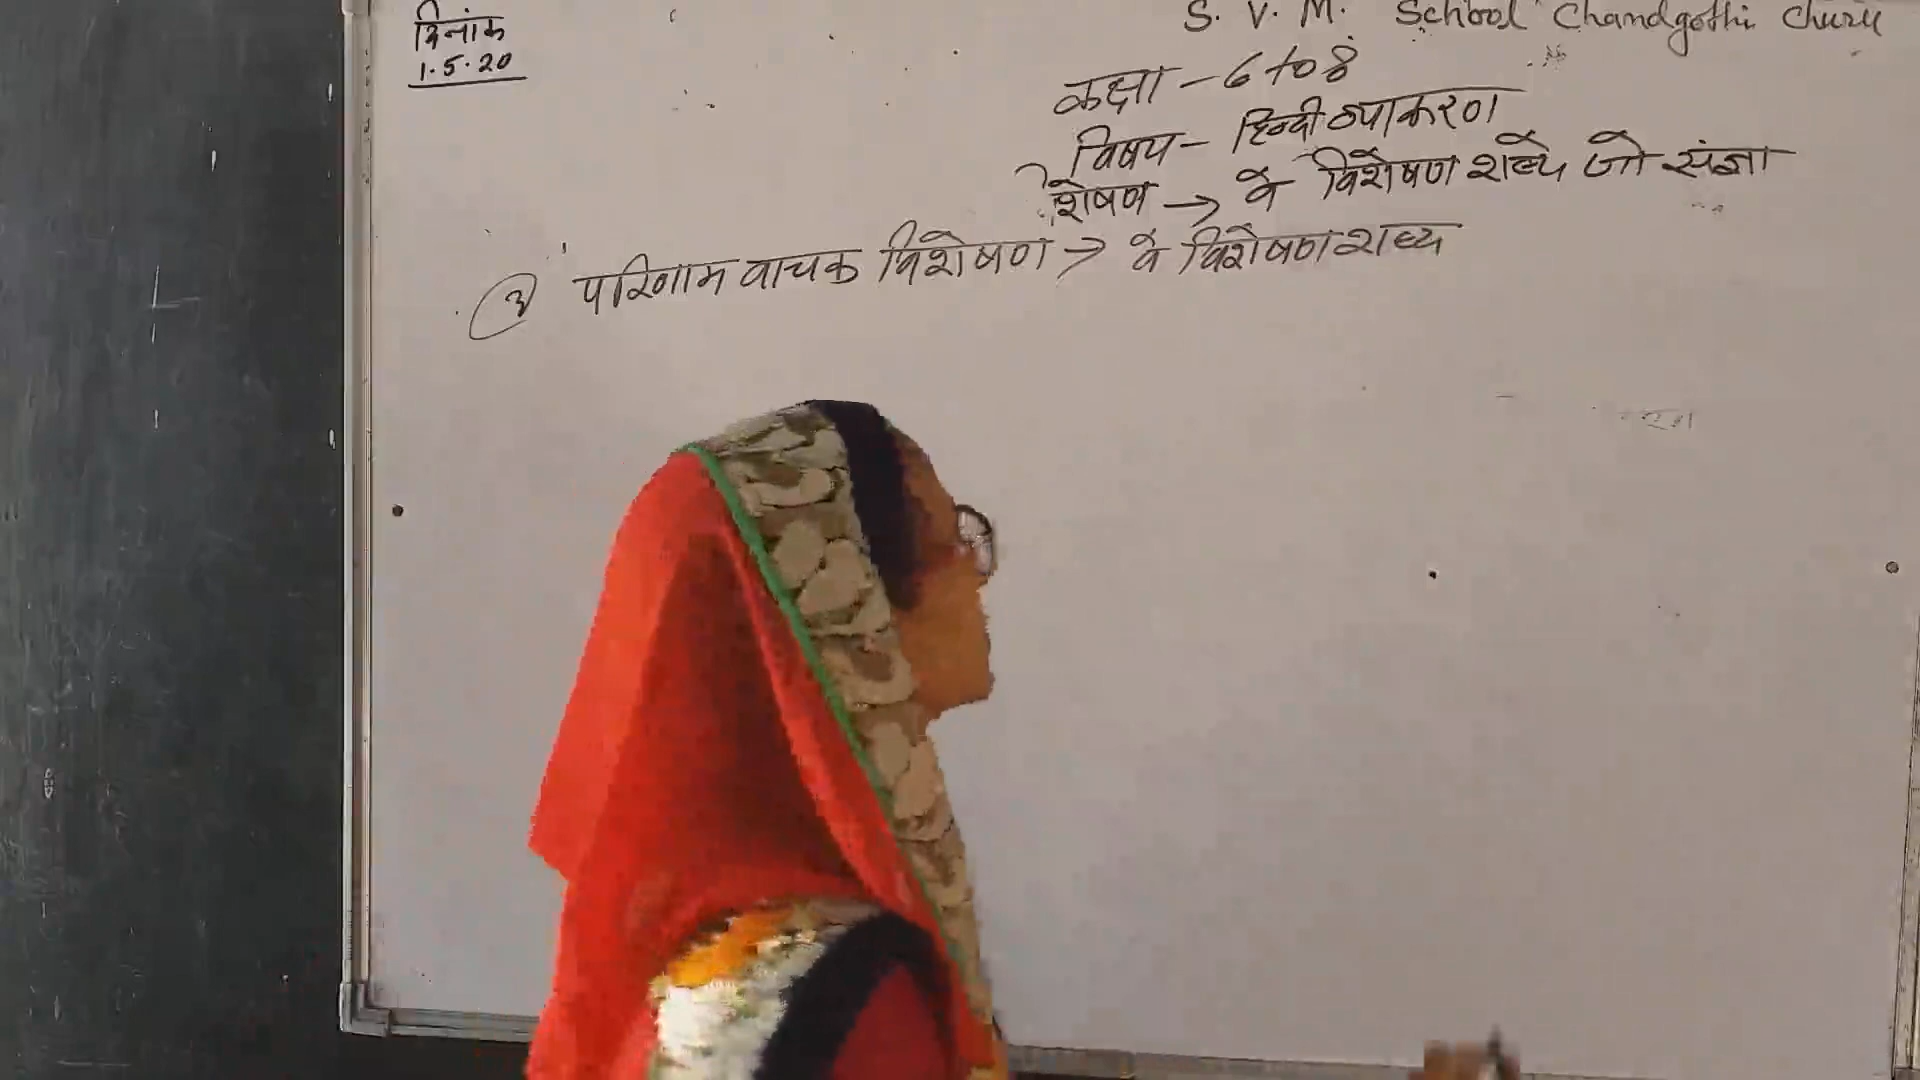 दिनांक
1.5.20
S. V. M. School Chandgothi Churu
कक्षा - 6 to 8
विषय - हिन्दी व्याकरण
शेषण → वे विशेषण शब्द जो संज्ञा
③ परिणाम वाचक विशेषण → वे विशेषण शब्द